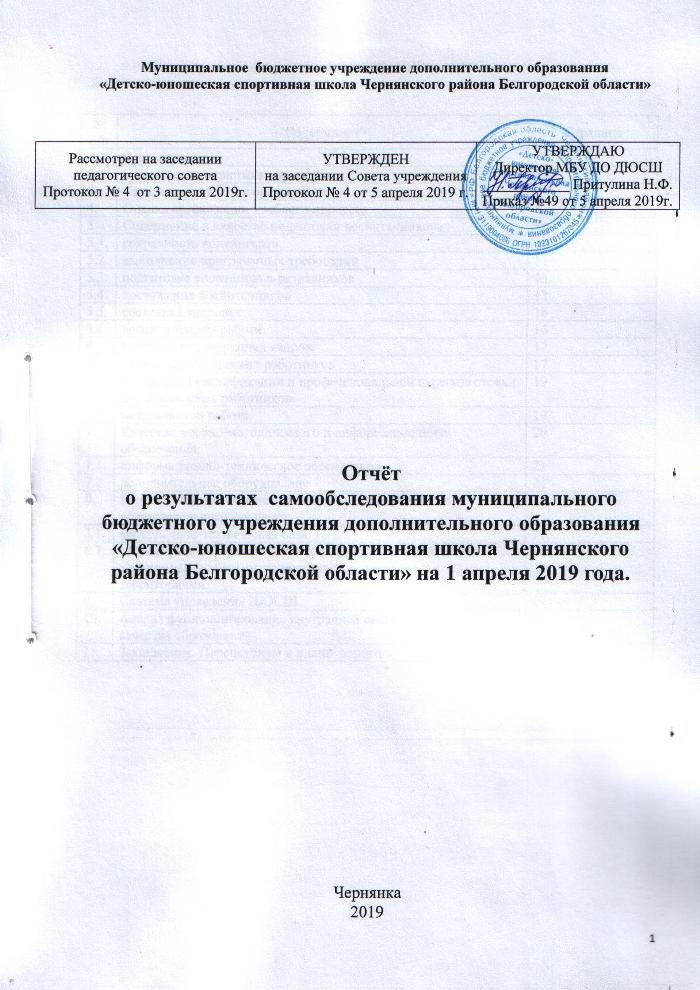 Муниципальное бюджетное учреждение дополнительного образования
«Детско-юношеская спортивная школа Чернянского района Белгородской области»
Рассмотрен на заседании
педагогического совета
Протокол № 4 от 3 апреля 2019г.
УТВЕРЖДЕН
на заседании Совета учреждения
Протокол № 4 от 5 апреля 2019 г
УТВЕРЖДАЮ
Директор МБУ ДО ДЮСШ
Притулина Н.Ф.
Приказ №49 от 5 апреля 2019г.
Отчёт
о результатах самообследования муниципального
бюджетного учреждения дополнительного образования
«Детско-юношеская спортивная школа Чернянского
района Белгородской области» на 1 апреля 2019 года.
Чернянка
2019
1